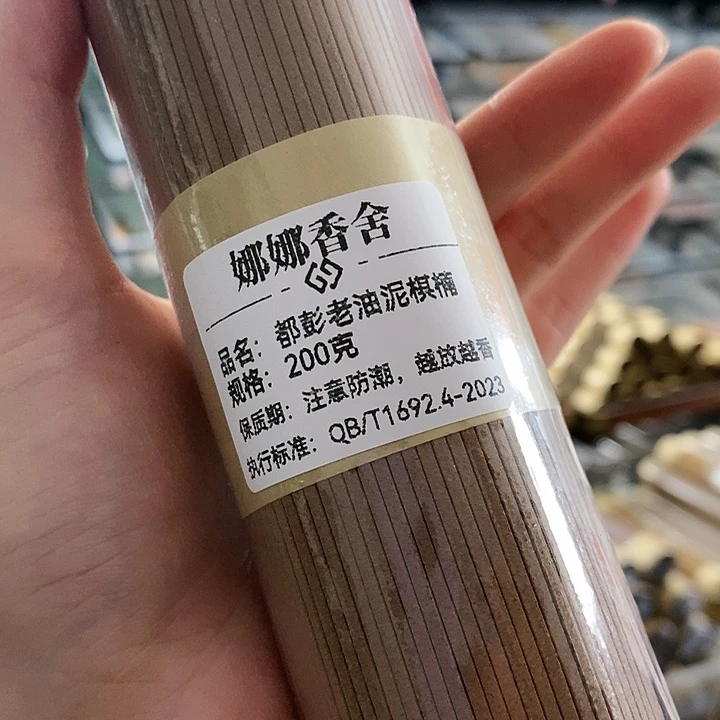 娜娜香舍
品名：都彭老油泥棋楠
规格：200克
保质期：注意防潮，越放越香
执行标准：QB/T1692.4-2023